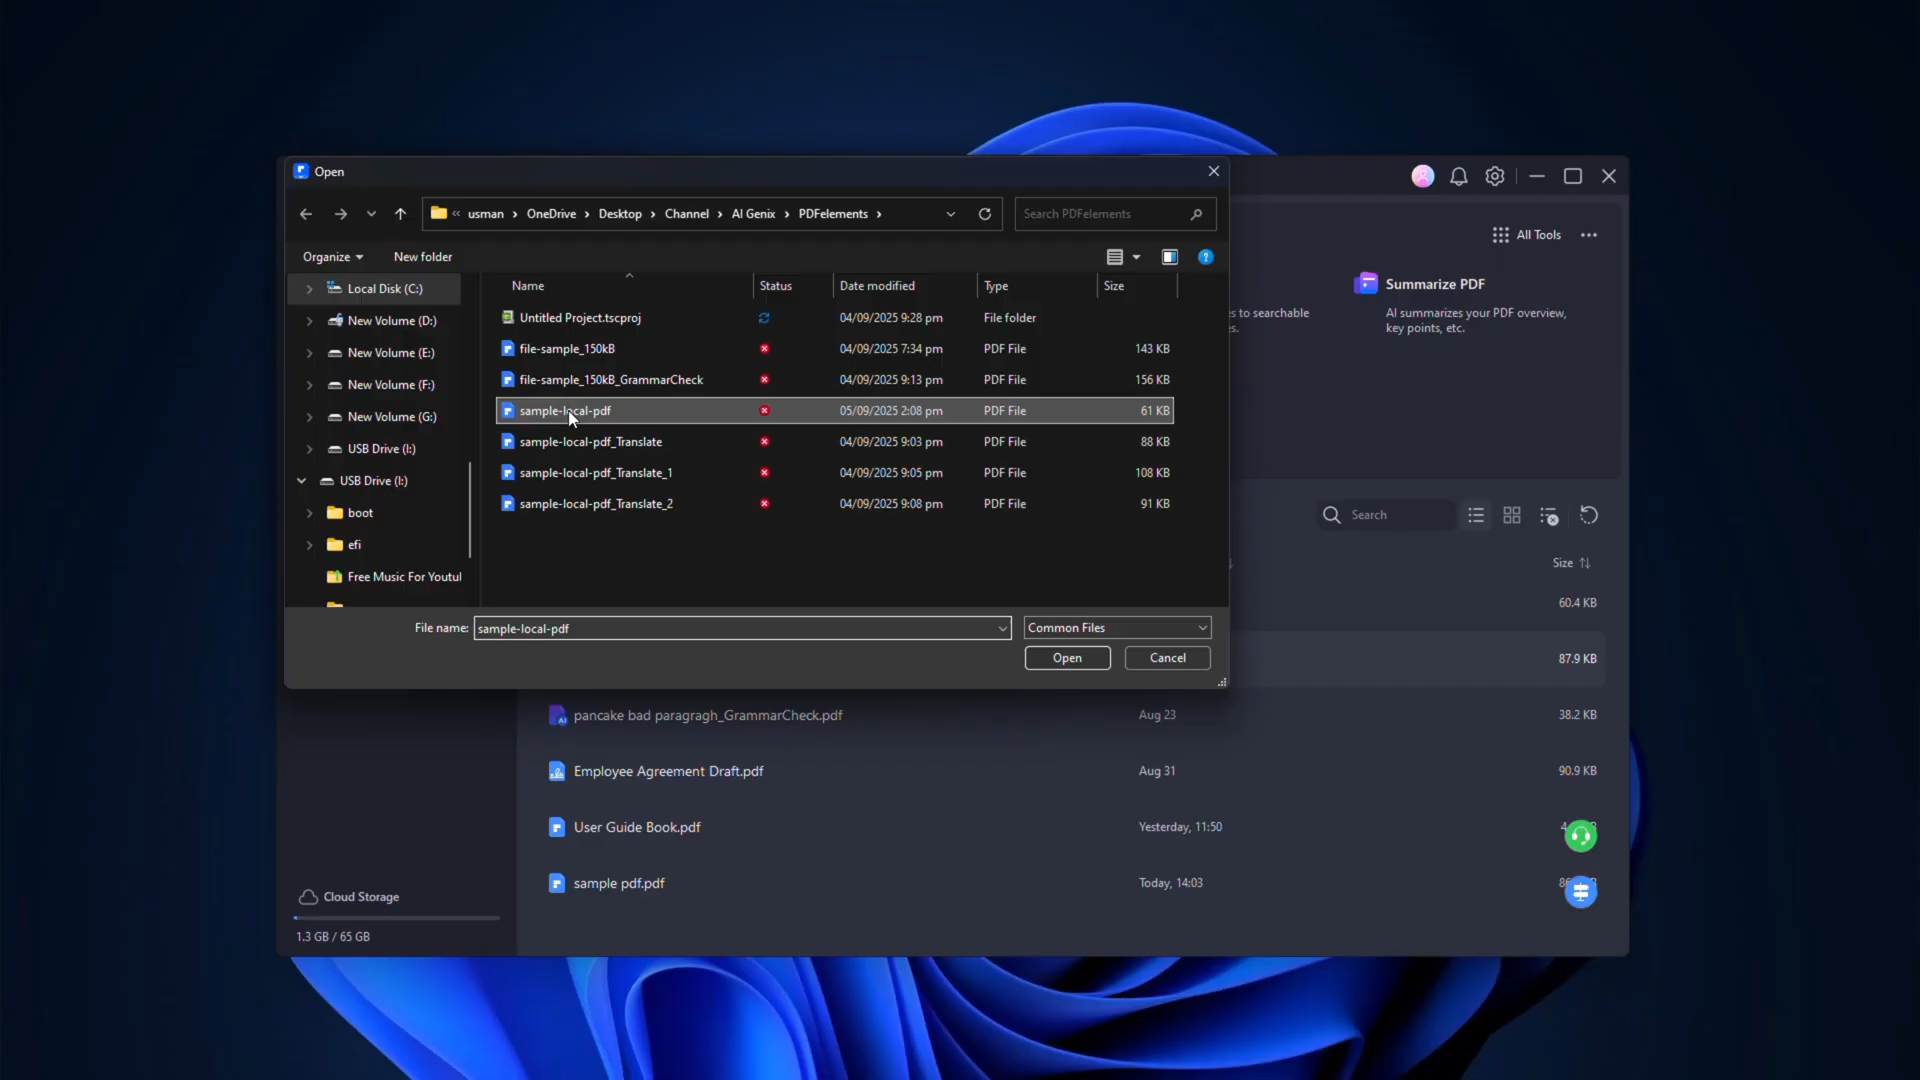 Open
« usman › OneDrive › Desktop › Channel › AI Genix › PDFelements ›
Search PDFelements
Organize
New folder
All Tools
Name Status Date modified Type Size
Local Disk (C:)
New Volume (D:)
New Volume (E:)
New Volume (F:)
New Volume (G:)
USB Drive (I:)
USB Drive (I:)
boot
efi
Free Music For Youtul
Untitled Project.tscproj 04/09/2025 9:28 pm File folder
file-sample_150kB 04/09/2025 7:34 pm PDF File 143 KB
file-sample_150kB_GrammarCheck 04/09/2025 9:13 pm PDF File 156 KB
sample-local-pdf 05/09/2025 2:08 pm PDF File 61 KB
sample-local-pdf_Translate 04/09/2025 9:03 pm PDF File 88 KB
sample-local-pdf_Translate_1 04/09/2025 9:05 pm PDF File 108 KB
sample-local-pdf_Translate_2 04/09/2025 9:08 pm PDF File 91 KB
File name: sample-local-pdf
Common Files
Open
Cancel
s to searchable
s.
Summarize PDF
AI summarizes your PDF overview,
key points, etc.
Search
Size
60.4 KB
87.9 KB
pancake bad paragragh_GrammarCheck.pdf Aug 23 38.2 KB
Employee Agreement Draft.pdf Aug 31 90.9 KB
User Guide Book.pdf Yesterday, 11:50
sample pdf.pdf Today, 14:03
Cloud Storage
1.3 GB / 65 GB